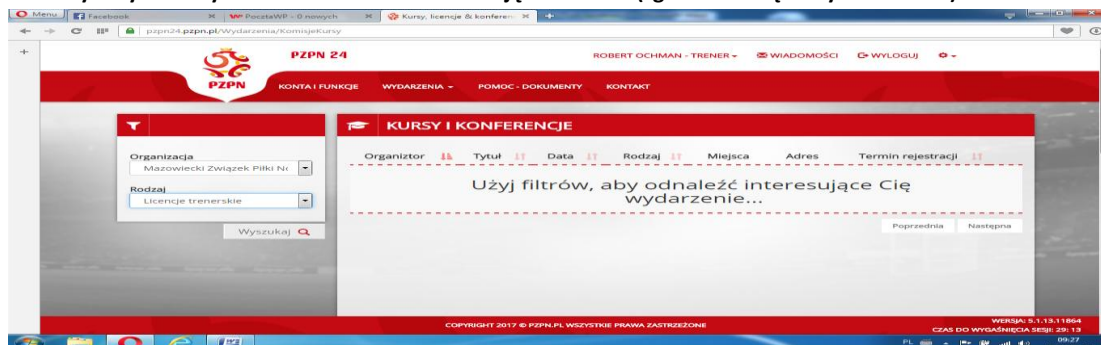 Menu Facebook PocztaWP - 0 nowych Kursy, licencje & konferen
pzpn24.pzpn.pl/Wydarzenia/KomisjeKursy
PZPN 24 ROBERT OCHMAN - TRENER WIADOMOŚCI WYLOGUJ
PZPN KONTA I FUNKCJE WYDARZENIA POMOC - DOKUMENTY KONTAKT
KURSY I KONFERENCJE
Organizacja
Mazowiecki Związek Piłki No
Rodzaj
Licencje trenerskie
Wyszukaj
Organiztor Tytuł Data Rodzaj Miejsca Adres Termin rejestracji
Użyj filtrów, aby odnaleźć interesujące Cię
wydarzenie...
Poprzednia Następna
COPYRIGHT 2017 © PZPN.PL WSZYSTKIE PRAWA ZASTRZEŻONE
WERSJA: 5.1.13.11864
CZAS DO WYGAŚNIĘCIA SESJI: 29: 13
PL 09:27